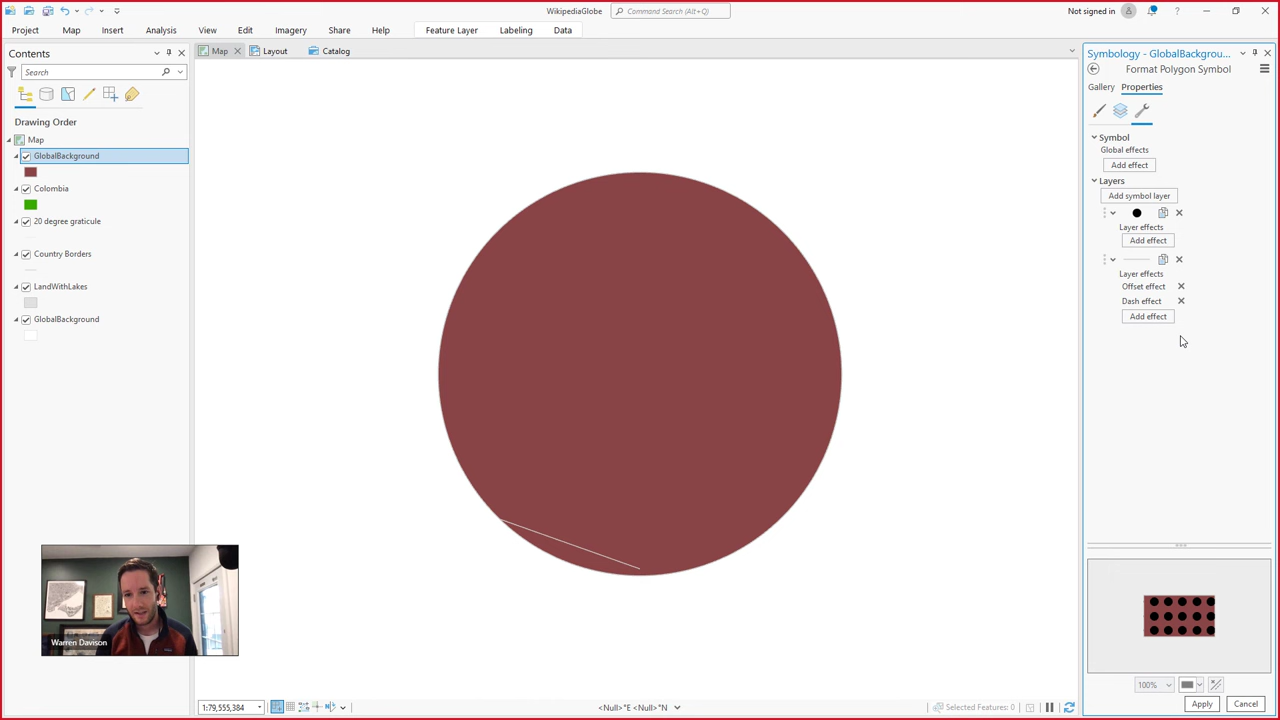 WikipediaGlobe
Command Search (Alt+Q)
Not signed in
?
Project Map Insert Analysis View Edit Imagery Share Help Feature Layer Labeling Data
Contents
Search
Drawing Order
Map
GlobalBackground
Colombia
20 degree graticule
Country Borders
LandWithLakes
GlobalBackground
Map Layout Catalog
Symbology - GlobalBackgrou...
Format Polygon Symbol
Gallery Properties
Symbol
Global effects
Add effect
Layers
Add symbol layer
Layer effects
Add effect
Layer effects
Offset effect
Dash effect
Add effect
Warren Davison
1:79,555,384
<Null>°E <Null>°N
Selected Features: 0
100%
Apply Cancel